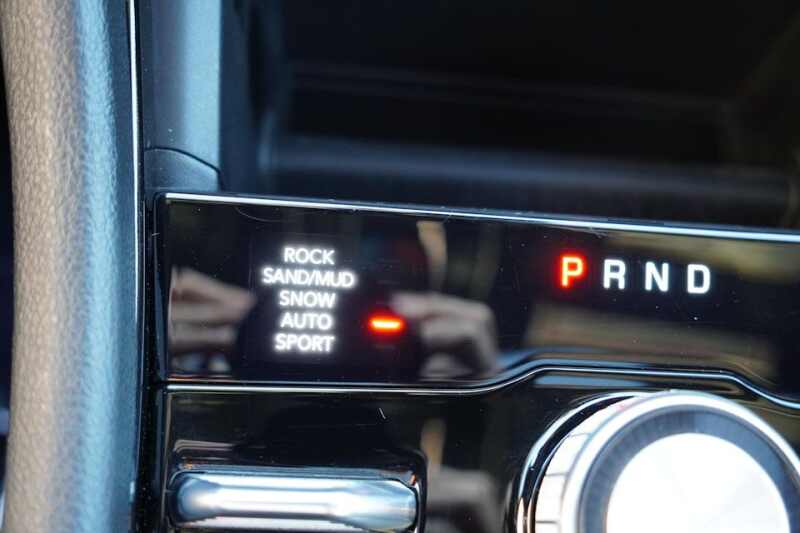 ROCK
SAND/MUD
SNOW
AUTO
SPORT
P R N D